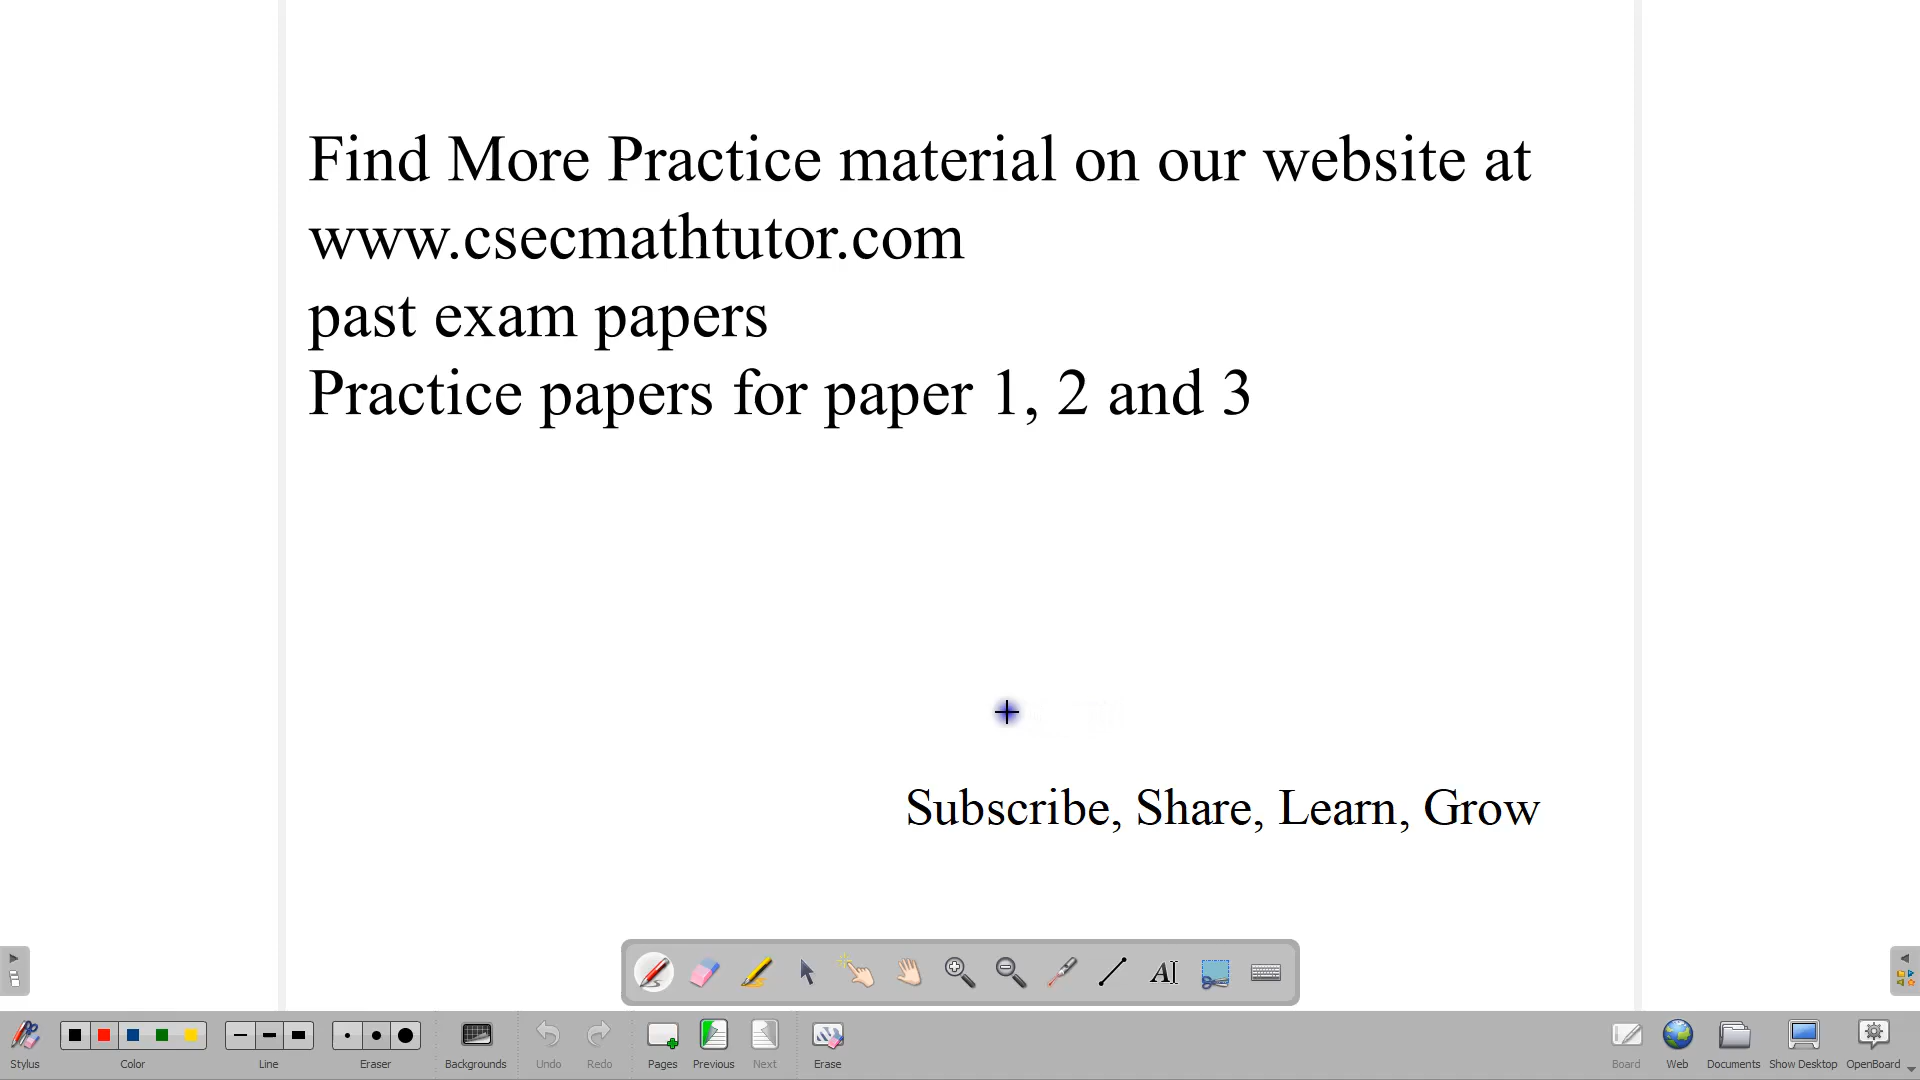 Find More Practice material on our website at
www.csecmathtutor.com
past exam papers
Practice papers for paper 1, 2 and 3
Subscribe, Share, Learn, Grow
AI
Stylus Color Line Eraser Backgrounds Undo Redo Pages Previous Next Erase Board Web Documents Show Desktop OpenBoard